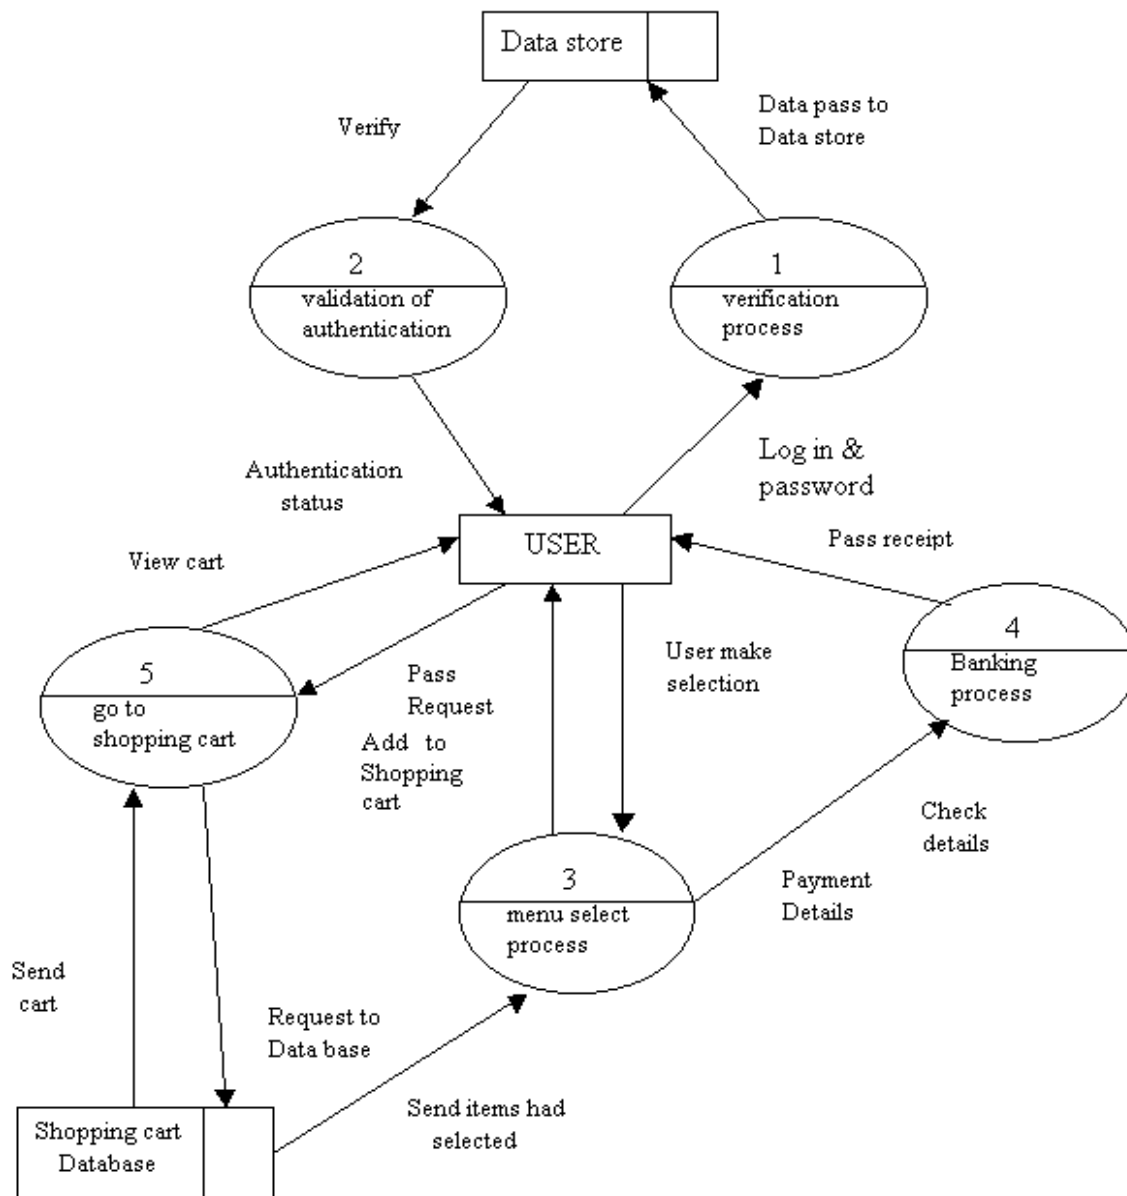 Data store
Data pass to
Data store
Verify
2
validation of
authentication
1
verification
process
Log in &
password
Authentication
status
USER
Pass receipt
View cart
4
Banking
process
User make
selection
5
go to
shopping cart
Pass
Request
Add to
Shopping
cart
Check
details
3
menu select
process
Payment
Details
Send
cart
Request to
Data base
Send items had
selected
Shopping cart
Database